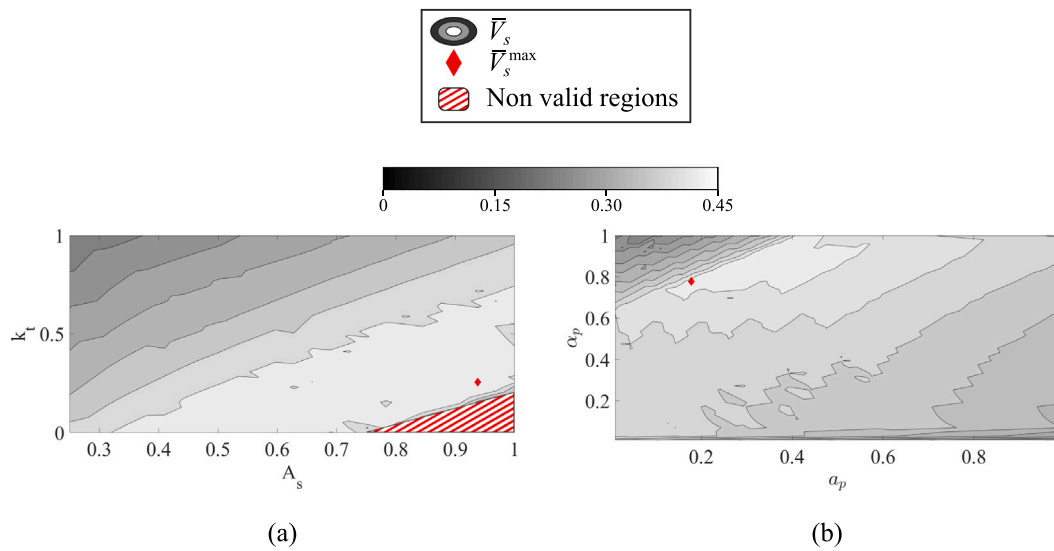 V̅ₛ
V̅ₛᵐᵃˣ
Non valid regions
0 0.15 0.30 0.45
1
0.5
0
kₜ
0.3 0.4 0.5 0.6 0.7 0.8 0.9 1
Aₛ
(a)
1
0.8
0.6
0.4
0.2
αₚ
0.2 0.4 0.6 0.8
aₚ
(b)